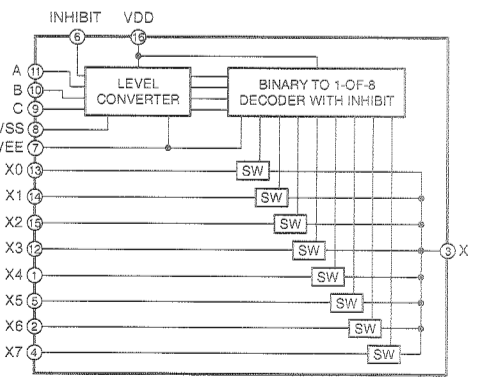 INHIBIT VDD
6 16
A 11
B 10
C 9
VSS 8
VEE 7
LEVEL
CONVERTER
BINARY TO 1-OF-8
DECODER WITH INHIBIT
X0 13 SW
X1 14 SW
X2 15 SW
X3 12 SW
3 X
X4 1 SW
X5 5 SW
X6 2 SW
X7 4 SW